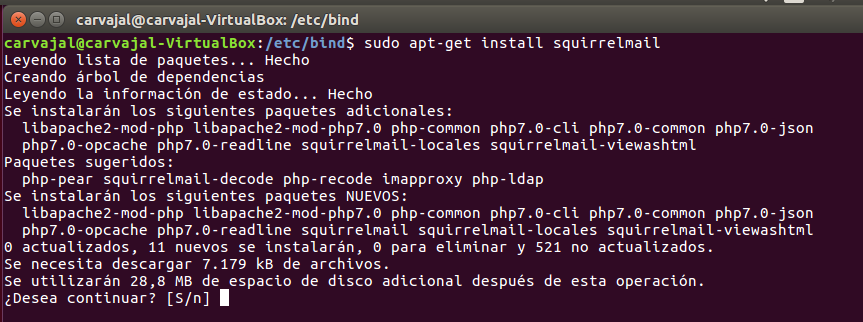 carvajal@carvajal-VirtualBox: /etc/bind
carvajal@carvajal-VirtualBox:/etc/bind$ sudo apt-get install squirrelmail
Leyendo lista de paquetes... Hecho
Creando árbol de dependencias
Leyendo la información de estado... Hecho
Se instalarán los siguientes paquetes adicionales:
  libapache2-mod-php libapache2-mod-php7.0 php-common php7.0-cli php7.0-common php7.0-json
  php7.0-opcache php7.0-readline squirrelmail-locales squirrelmail-viewashtml
Paquetes sugeridos:
  php-pear squirrelmail-decode php-recode imapproxy php-ldap
Se instalarán los siguientes paquetes NUEVOS:
  libapache2-mod-php libapache2-mod-php7.0 php-common php7.0-cli php7.0-common php7.0-json
  php7.0-opcache php7.0-readline squirrelmail squirrelmail-locales squirrelmail-viewashtml
0 actualizados, 11 nuevos se instalarán, 0 para eliminar y 521 no actualizados.
Se necesita descargar 7.179 kB de archivos.
Se utilizarán 28,8 MB de espacio de disco adicional después de esta operación.
¿Desea continuar? [S/n]